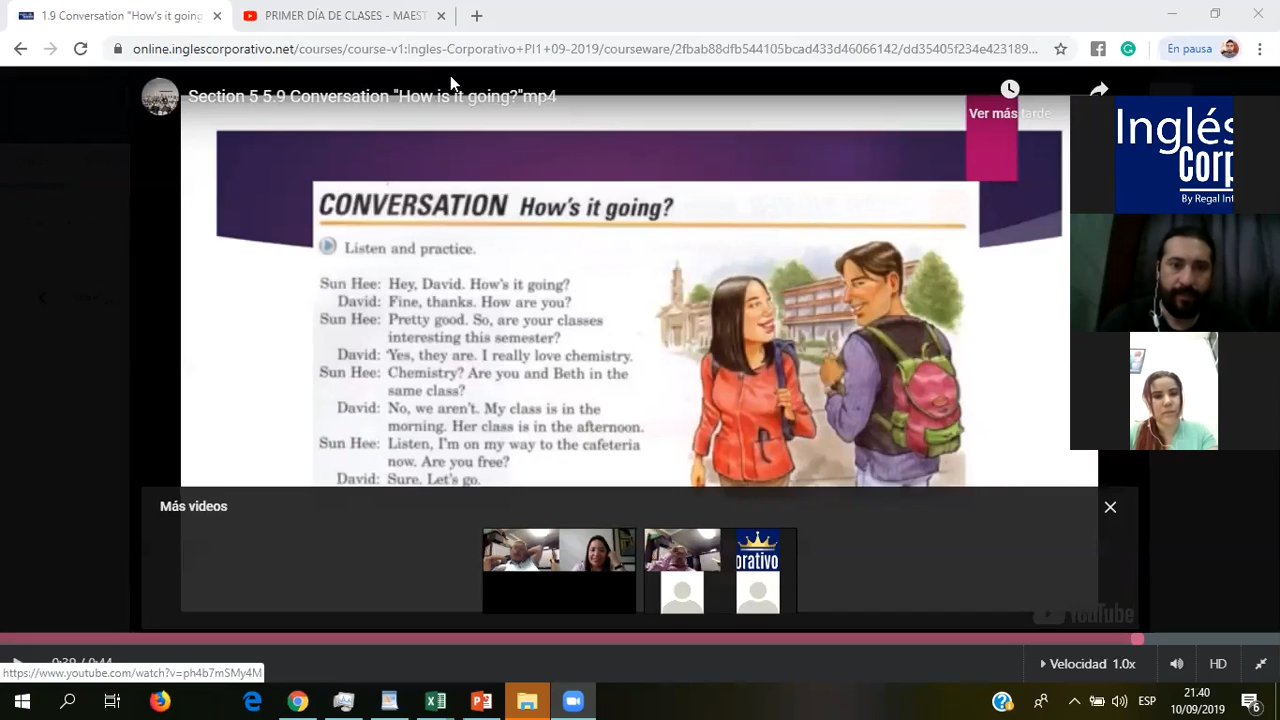 1.9 Conversation "How's it going
PRIMER DÍA DE CLASES - MAEST
online.inglescorporativo.net/courses/course-v1:Ingles-Corporativo+PI1+09-2019/courseware/2fbab88dfb544105bcad433d46066142/dd35405f234e423189...
En pausa
Section 5 5.9 Conversation "How is it going?"mp4
Ver más tarde
Inglés
Corp
By Regal Int
CONVERSATION How's it going?
Listen and practice.
Sun Hee: Hey, David. How's it going?
David: Fine, thanks. How are you?
Sun Hee: Pretty good. So, are your classes
interesting this semester?
David: Yes, they are. I really love chemistry.
Sun Hee: Chemistry? Are you and Beth in the
same class?
David: No, we aren't. My class is in the
morning. Her class is in the afternoon.
Sun Hee: Listen, I'm on my way to the cafeteria
now. Are you free?
David: Sure. Let's go.
Más videos
orativo
YouTube
0:39 / 0:44
Velocidad 1.0x
HD
https://www.youtube.com/watch?v=ph4b7mSMy4M
ESP
21.40
10/09/2019
6